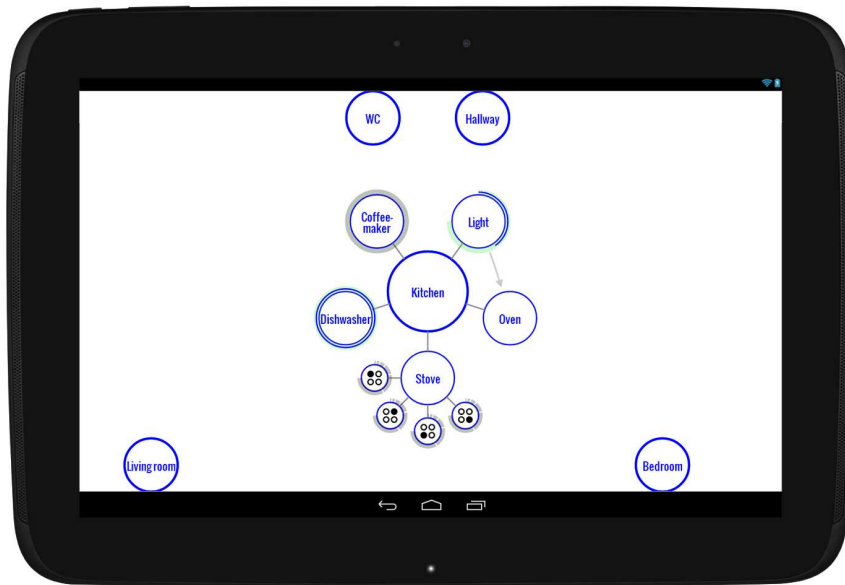 WC
Hallway
Coffee-
maker
Light
Kitchen
Dishwasher
Oven
Stove
Living room
Bedroom